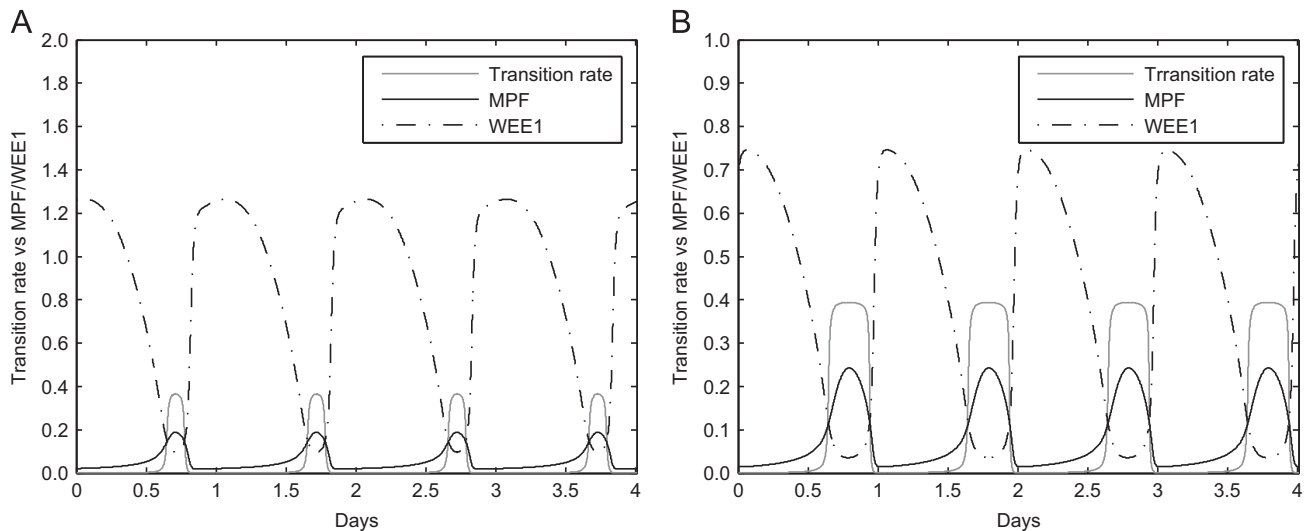 A
Transition rate vs MPF/WEE1
2.0
1.8
1.6
1.4
1.2
1.0
0.8
0.6
0.4
0.2
0.0
Transition rate
MPF
WEE1
0 0.5 1 1.5 2 2.5 3 3.5 4
Days
B
Transition rate vs MPF/WEE1
1.0
0.9
0.8
0.7
0.6
0.5
0.4
0.3
0.2
0.1
0.0
Trransition rate
MPF
WEE1
0 0.5 1 1.5 2 2.5 3 3.5 4
Days